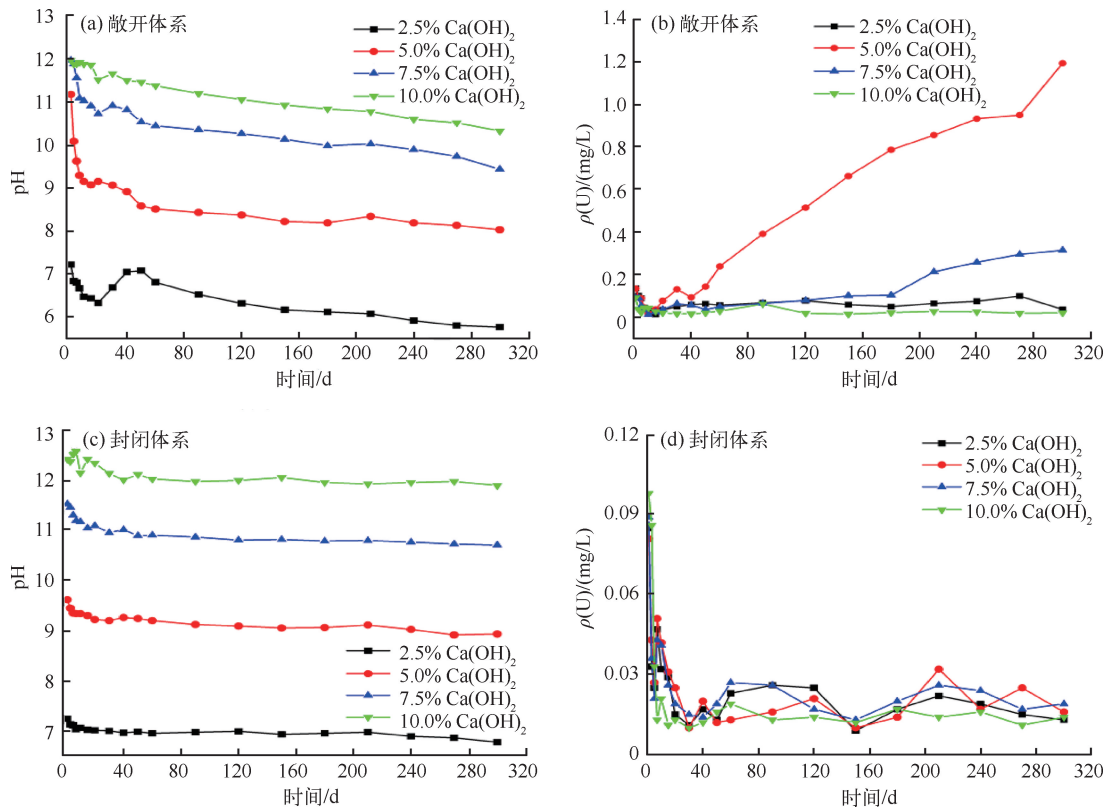 (a) 敞开体系
2.5% Ca(OH)₂
5.0% Ca(OH)₂
7.5% Ca(OH)₂
10.0% Ca(OH)₂
13
12
11
10
9
8
7
6
pH
0 40 80 120 160 200 240 280 320
时间/d
(b) 敞开体系
2.5% Ca(OH)₂
5.0% Ca(OH)₂
7.5% Ca(OH)₂
10.0% Ca(OH)₂
1.4
1.2
1.0
0.8
0.6
0.4
0.2
0
ρ(U)/(mg/L)
0 40 80 120 160 200 240 280 320
时间/d
(c) 封闭体系
13
12
11
10
9
8
7
pH
2.5% Ca(OH)₂
5.0% Ca(OH)₂
7.5% Ca(OH)₂
10.0% Ca(OH)₂
0 40 80 120 160 200 240 280 320
时间/d
(d) 封闭体系
2.5% Ca(OH)₂
5.0% Ca(OH)₂
7.5% Ca(OH)₂
10.0% Ca(OH)₂
0.12
0.09
0.06
0.03
0
ρ(U)/(mg/L)
0 40 80 120 160 200 240 280 320
时间/d